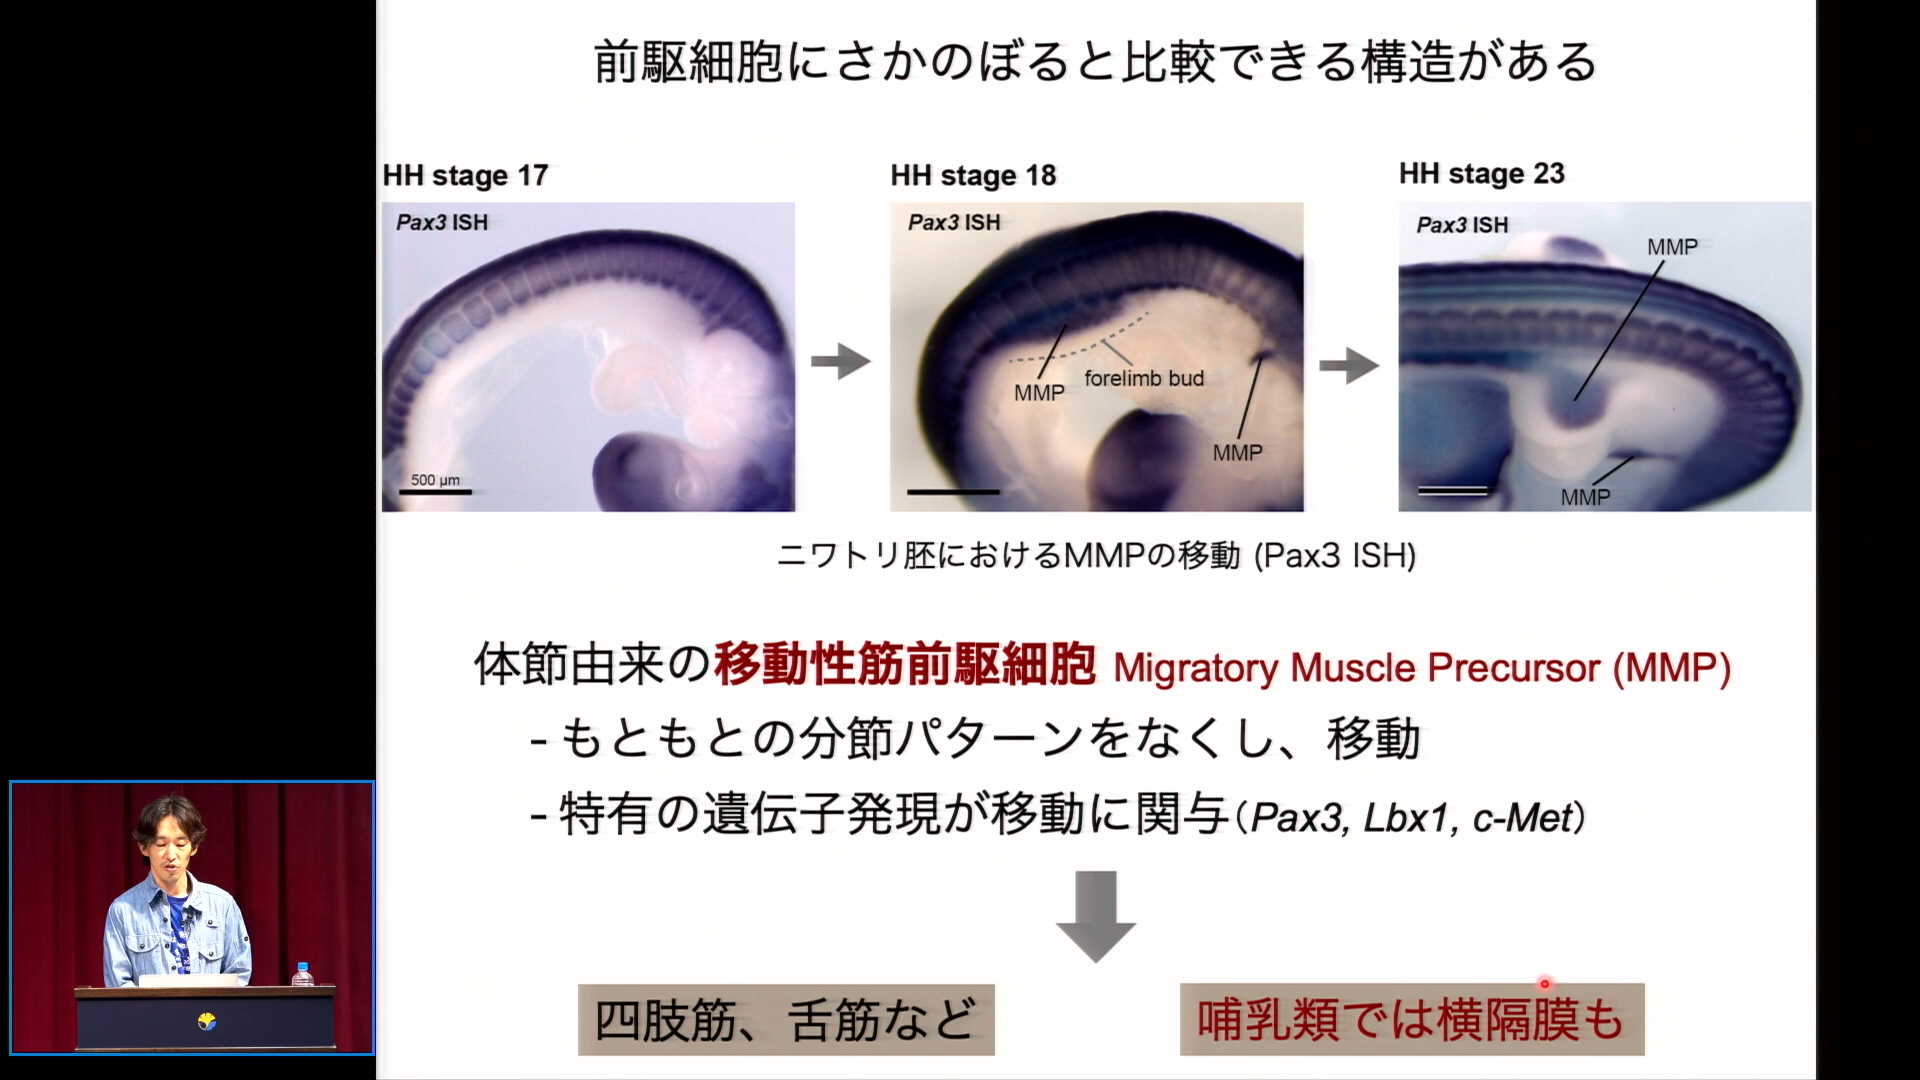 前駆細胞にさかのぼると比較できる構造がある
HH stage 17
HH stage 18
HH stage 23
Pax3 ISH
500 µm
Pax3 ISH
MMP
forelimb bud
MMP
Pax3 ISH
MMP
MMP
ニワトリ胚におけるMMPの移動 (Pax3 ISH)
体節由来の移動性筋前駆細胞 Migratory Muscle Precursor (MMP)
- もともとの分節パターンをなくし、移動
- 特有の遺伝子発現が移動に関与（Pax3, Lbx1, c-Met）
四肢筋、舌筋など
哺乳類では横隔膜も